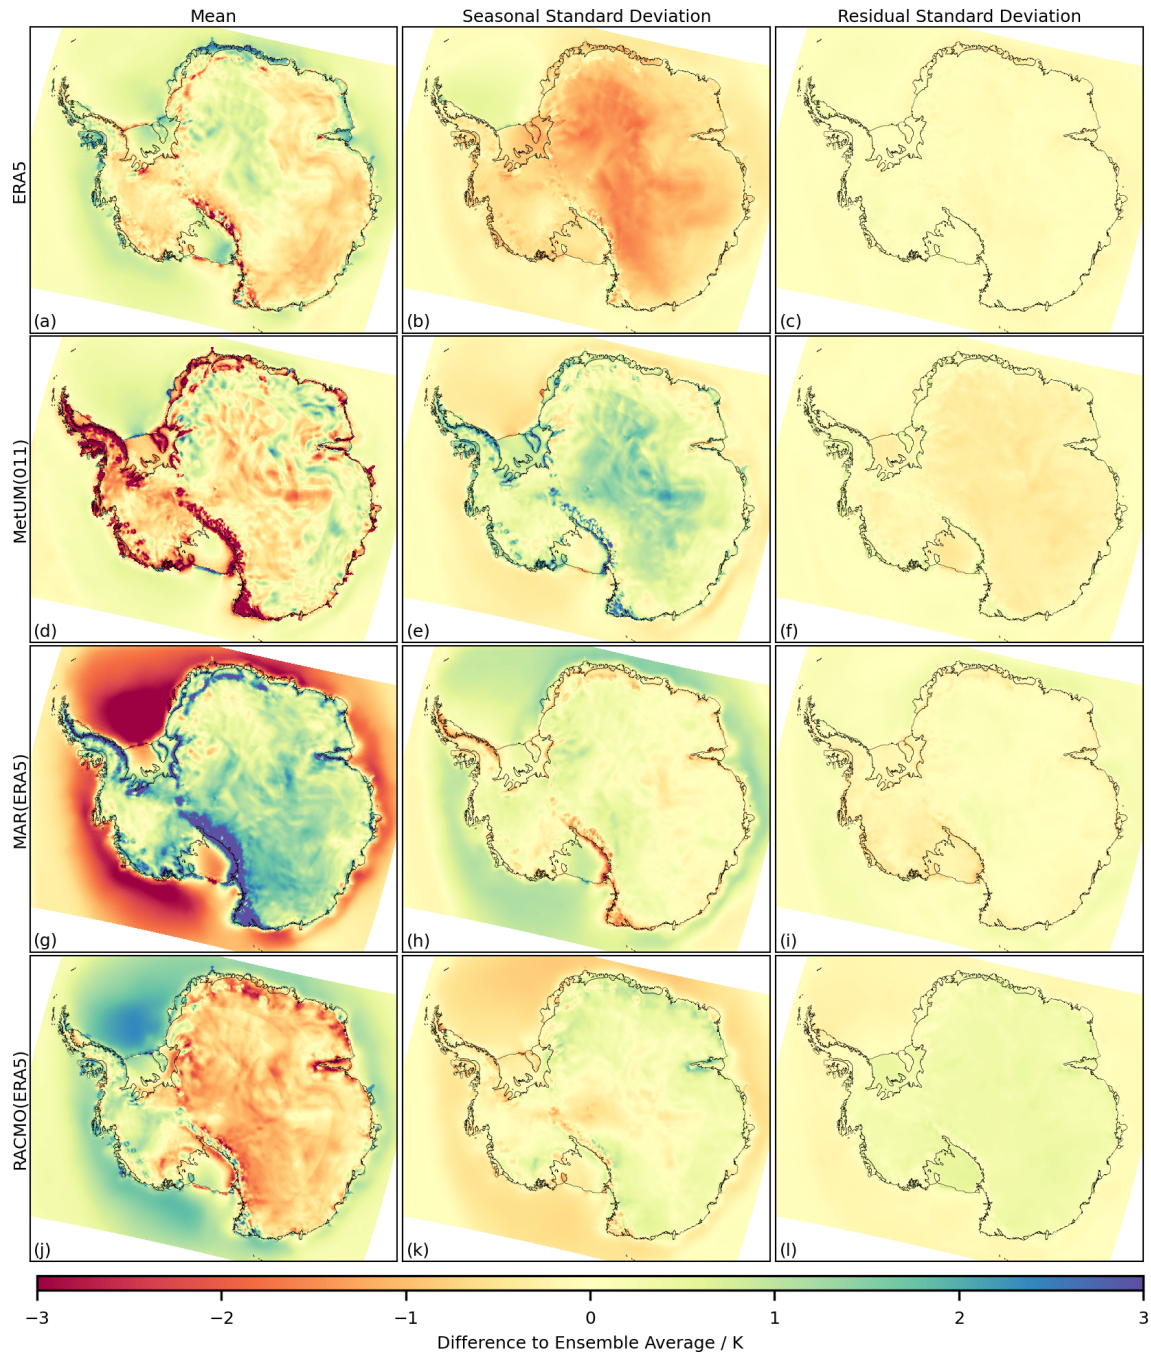 Mean Seasonal Standard Deviation Residual Standard Deviation
ERA5
(a) (b) (c)
MetUM(011)
(d) (e) (f)
MAR(ERA5)
(g) (h) (i)
RACMO(ERA5)
(j) (k) (l)
−3 −2 −1 0 1 2 3
Difference to Ensemble Average / K